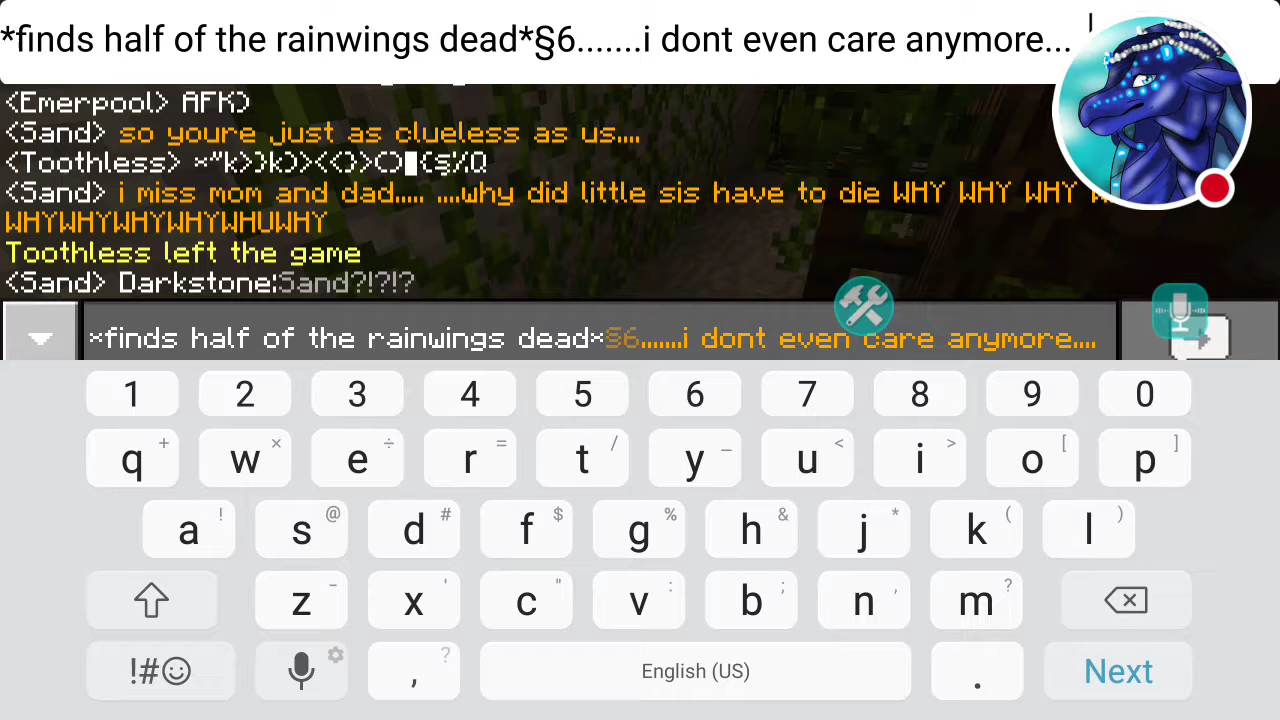 *finds half of the rainwings dead*§6.......i dont even care anymore...
<Emerpool> AFK)
<Sand> so youre just as clueless as us....
<Sand> i miss mom and dad..... ....why did little sis have to die WHY WHY WHY
WHYWHYWHYWHYWHUWHY
Toothless left the game
<Sand> Darkstone:Sand?!?!?
*finds half of the rainwings dead*§6.......i dont even care anymore....
1 2 3 4 5 6 7 8 9 0
q + w × e ÷ r = t / y _ u < i > o [ p ]
a ! s @ d # f $ g % h & j * k ( l )
z - x ' c " v : b ; n , m ?
!#☺ , ? English (US) . Next